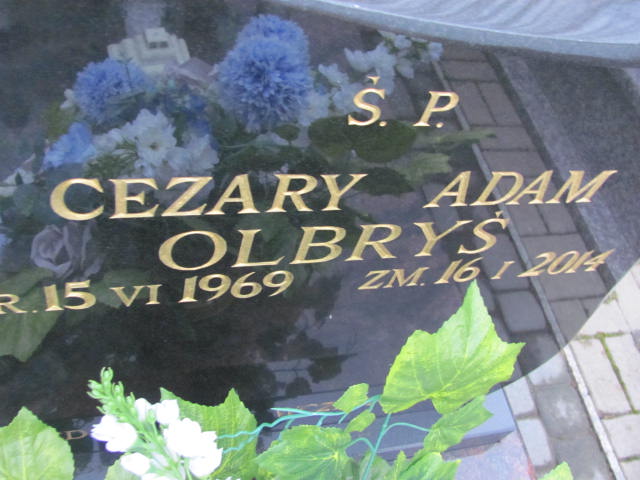 Ś. P.
CEZARY ADAM
OLBRYŚ
R. 15 VI 1969 ZM. 16 I 2014